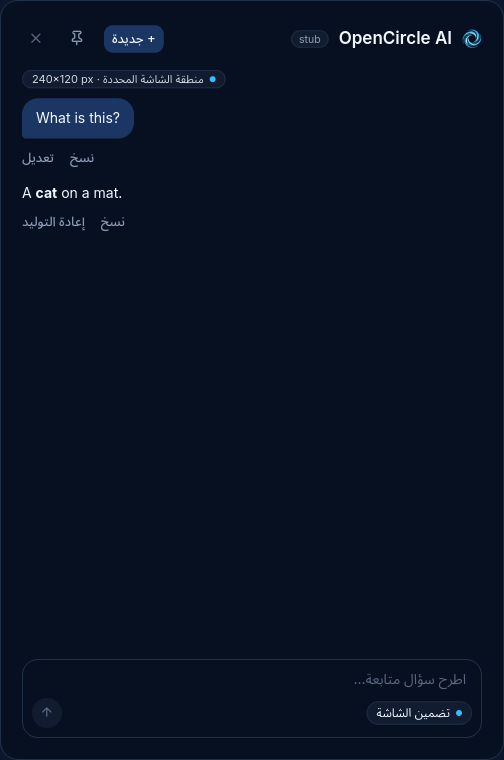 OpenCircle AI stub + جديدة
منطقة الشاشة المحددة · 240×120 px
What is this?
نسخ تعديل
A cat on a mat.
نسخ إعادة التوليد
اطرح سؤال متابعة...
تضمين الشاشة